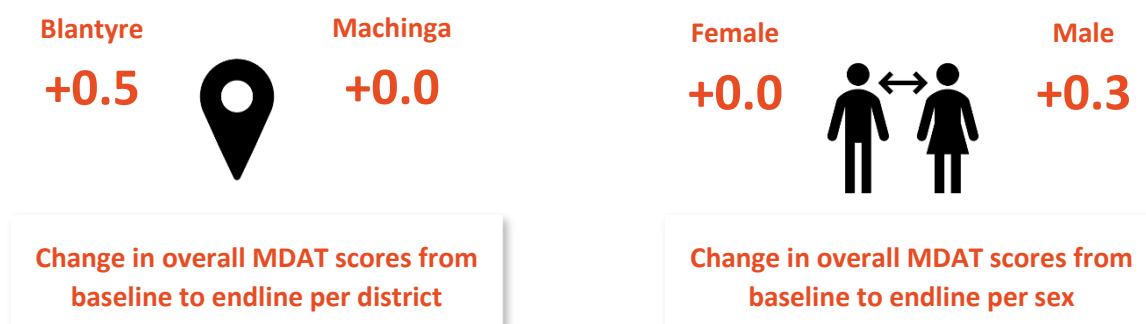 Blantyre
+0.5
Machinga
+0.0
Change in overall MDAT scores from
baseline to endline per district
Female
+0.0
Male
+0.3
Change in overall MDAT scores from
baseline to endline per sex